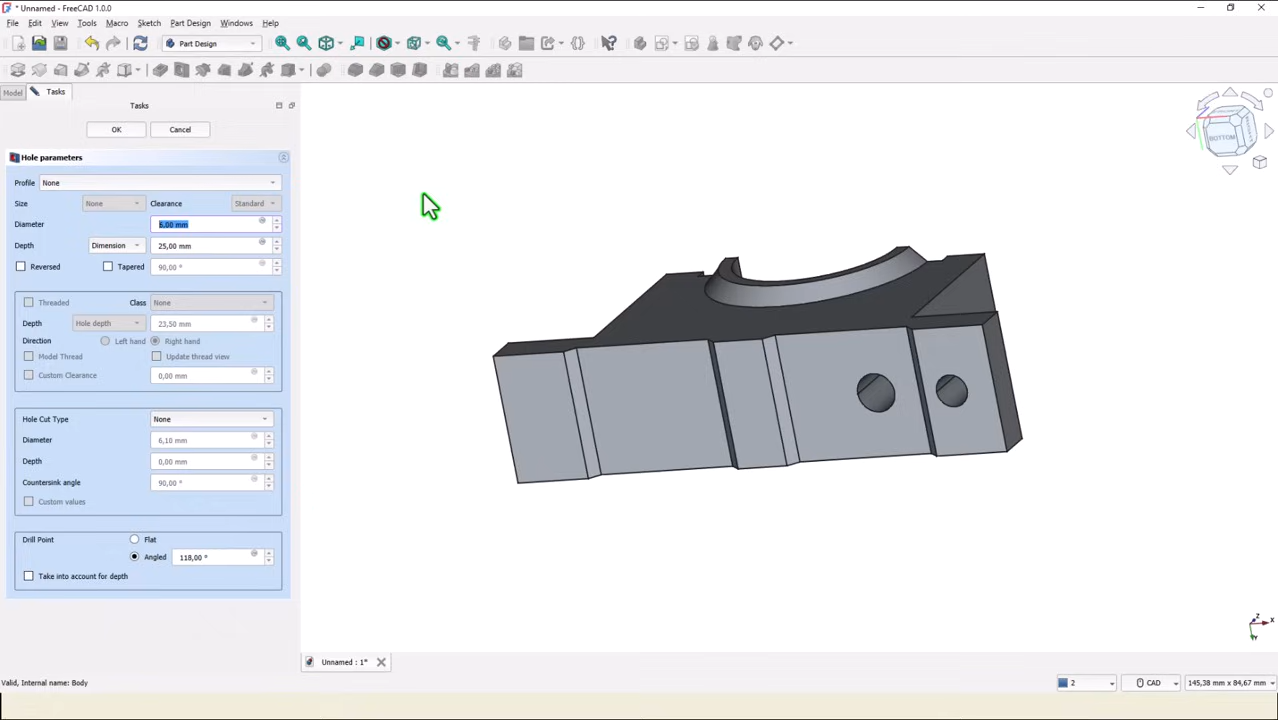 * Unnamed - FreeCAD 1.0.0
File Edit View Tools Macro Sketch Part Design Windows Help
Part Design
Model Tasks
Tasks
OK Cancel
Hole parameters
Profile None
Size None Clearance Standard
Diameter 6,00 mm
Depth Dimension 25,00 mm
Reversed Tapered 90,00 °
Threaded Class None
Depth Hole depth 23,50 mm
Direction Left hand Right hand
Model Thread Update thread view
Custom Clearance 0,00 mm
Hole Cut Type None
Diameter 6,10 mm
Depth 0,00 mm
Countersink angle 90,00 °
Custom values
Drill Point Flat
Angled 118,00 °
Take into account for depth
BOTTOM
Z X Y
Unnamed : 1*
Valid, Internal name: Body
2 CAD 145,38 mm x 84,67 mm